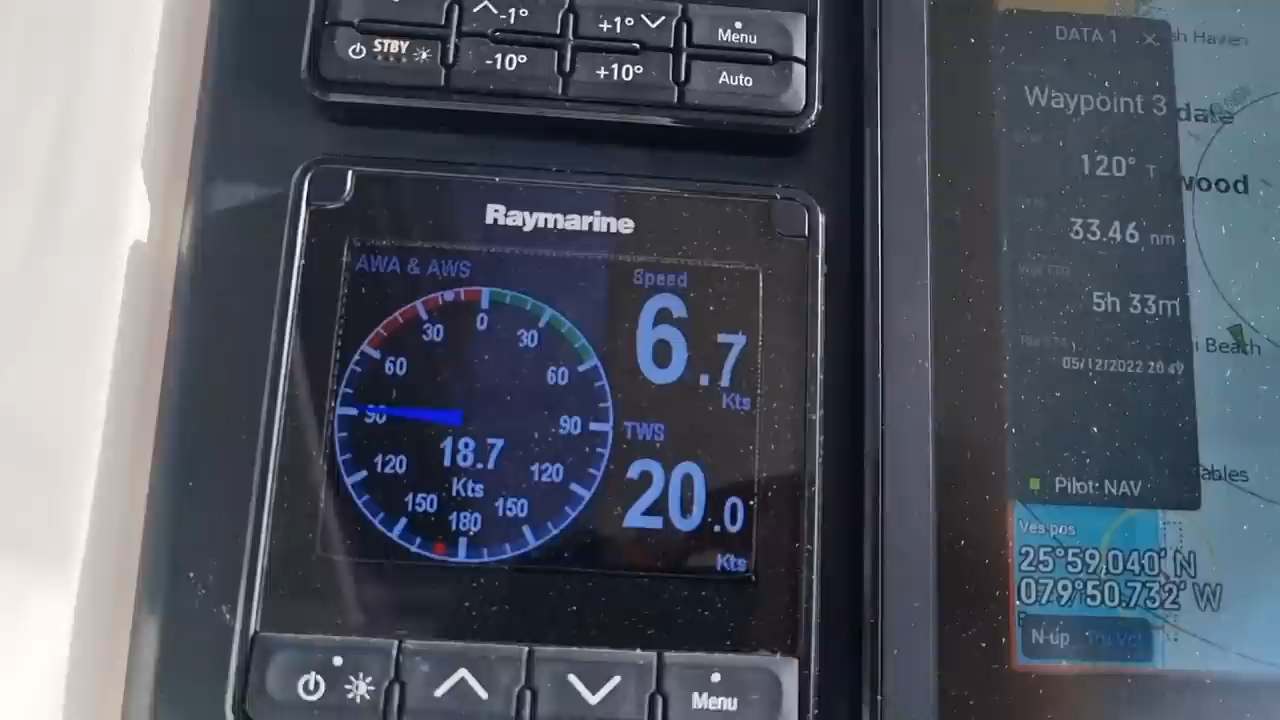 -1°
+1°
Menu
STBY
-10°
+10°
Auto
Raymarine
AWA & AWS
0
30
30
60
60
90
90
120
120
150
150
180
18.7
Kts
Speed
6.7
Kts
TWS
20.0
Kts
Menu
DATA 1
Waypoint 3
120° T
33.46 nm
5h 33m
05/12/2022 20:49
Pilot: NAV
Ves pos
25°59.040' N
079°50.732' W
N-up
Haven
dale
wood
Beach
ables